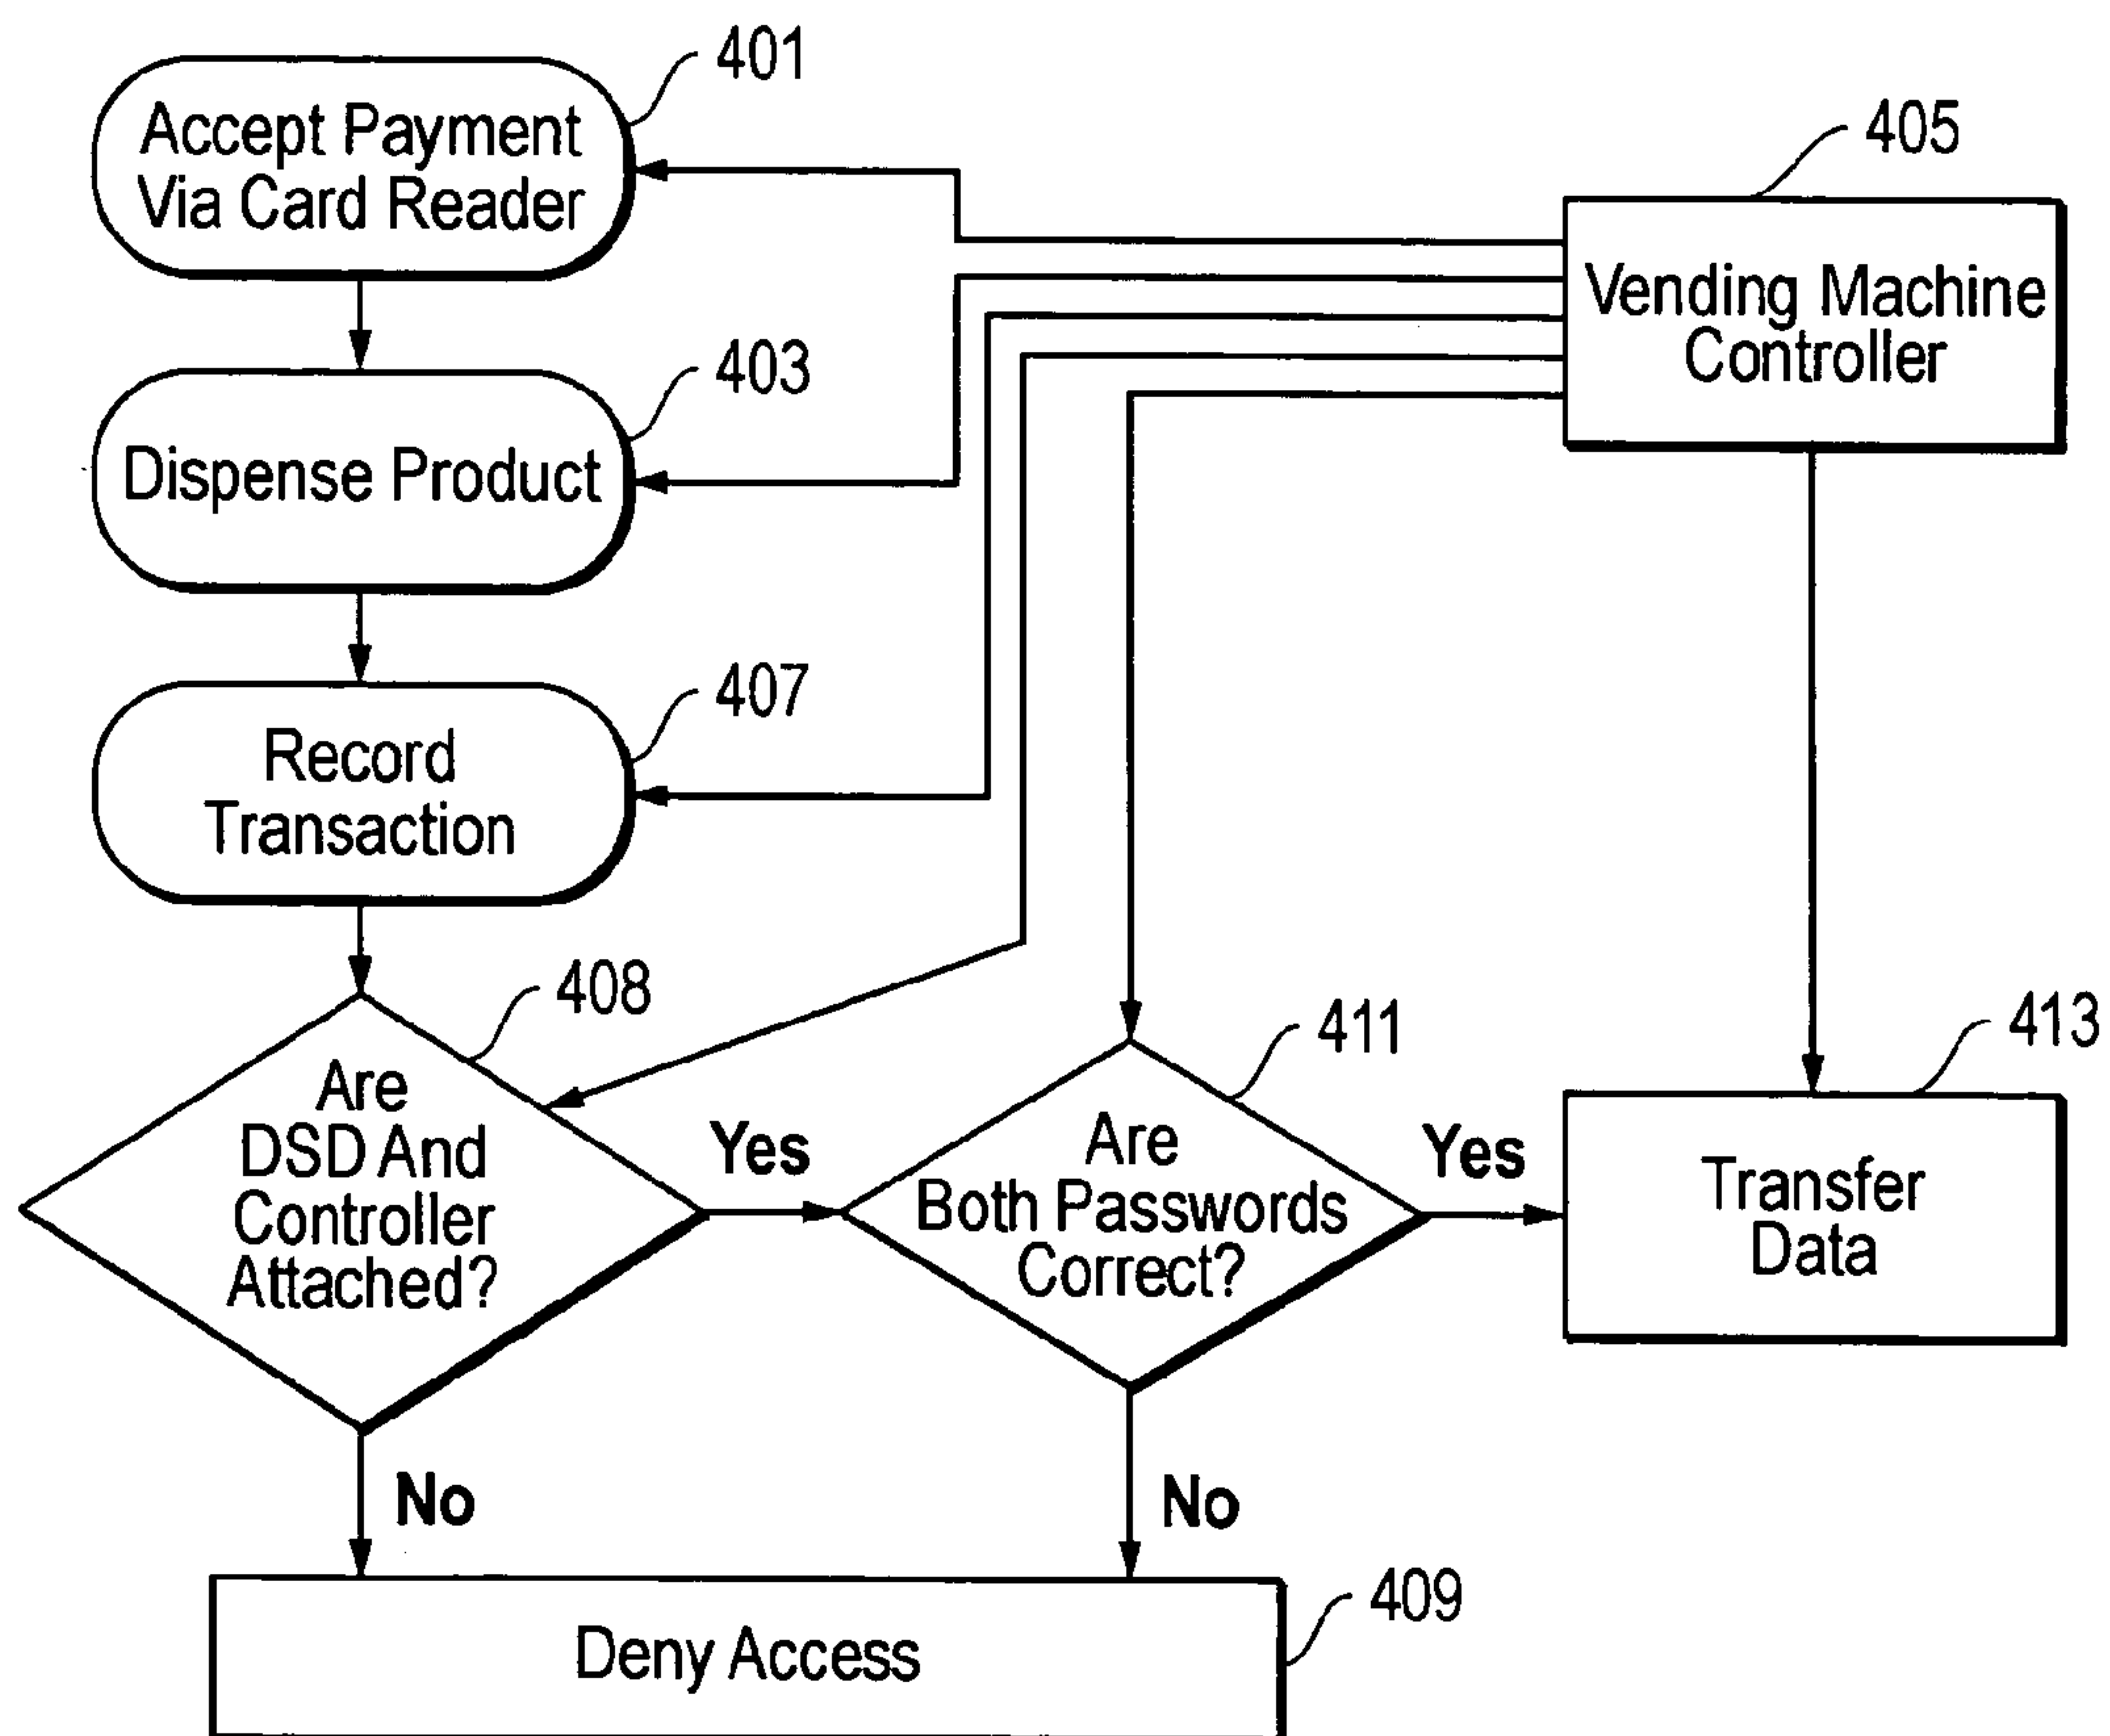 401
Accept Payment
Via Card Reader
405
Vending Machine
Controller
403
Dispense Product
407
Record
Transaction
408
Are
DSD And
Controller
Attached?
Yes
411
Are
Both Passwords
Correct?
Yes
413
Transfer
Data
No
No
409
Deny Access